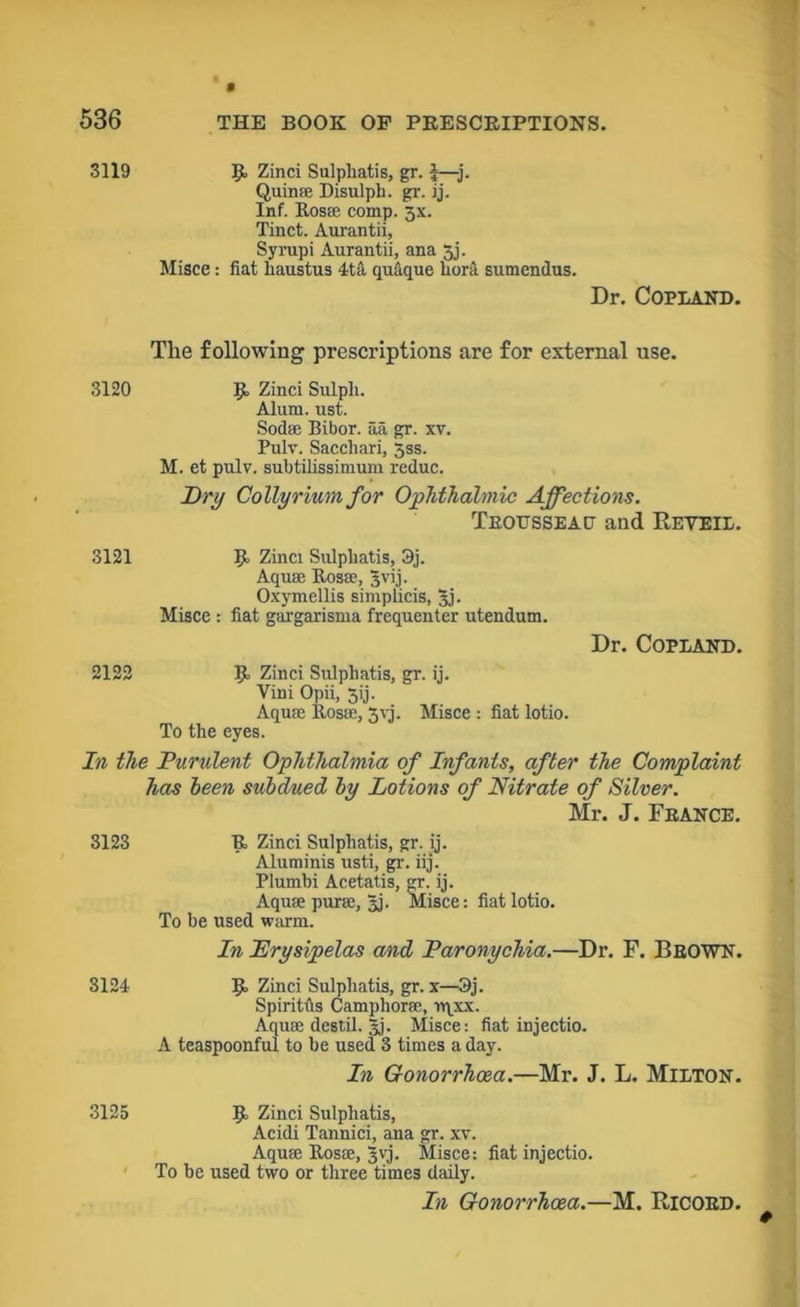 536 THE BOOK OF PRESCRIPTIONS.
3119 ℞ Zinci Sulphatis, gr. ¼—j.
Quinæ Disulph. gr. ij.
Inf. Rosæ comp. ʒx.
Tinct. Aurantii,
Syrupi Aurantii, ana ʒj.
Misce: fiat haustus 4tâ quâque horâ sumendus.
Dr. COPLAND.
The following prescriptions are for external use.
3120 ℞ Zinci Sulph.
Alum. ust.
Sodæ Bibor. āā gr. xv.
Pulv. Sacchari, ʒss.
M. et pulv. subtilissimum reduc.
Dry Collyrium for Ophthalmic Affections.
TROUSSEAU and REVEIL.
3121 ℞ Zinci Sulphatis, ℈j.
Aquæ Rosæ, ℥vij.
Oxymellis simplicis, ℥j.
Misce: fiat gargarisma frequenter utendum.
Dr. COPLAND.
2122 ℞ Zinci Sulphatis, gr. ij.
Vini Opii, ʒij.
Aquæ Rosæ, ʒvj. Misce: fiat lotio.
To the eyes.
In the Purulent Ophthalmia of Infants, after the Complaint
has been subdued by Lotions of Nitrate of Silver.
Mr. J. FRANCE.
3123 ℞ Zinci Sulphatis, gr. ij.
Aluminis usti, gr. iij.
Plumbi Acetatis, gr. ij.
Aquæ puræ, ℥j. Misce: fiat lotio.
To be used warm.
In Erysipelas and Paronychia.—Dr. F. BROWN.
3124 ℞ Zinci Sulphatis, gr. x—℈j.
Spiritûs Camphoræ, ♏xx.
Aquæ destil. ℥j. Misce: fiat injectio.
A teaspoonful to be used 3 times a day.
In Gonorrhœa.—Mr. J. L. MILTON.
3125 ℞ Zinci Sulphatis,
Acidi Tannici, ana gr. xv.
Aquæ Rosæ, ℥vj. Misce: fiat injectio.
To be used two or three times daily.
In Gonorrhœa.—M. RICORD.